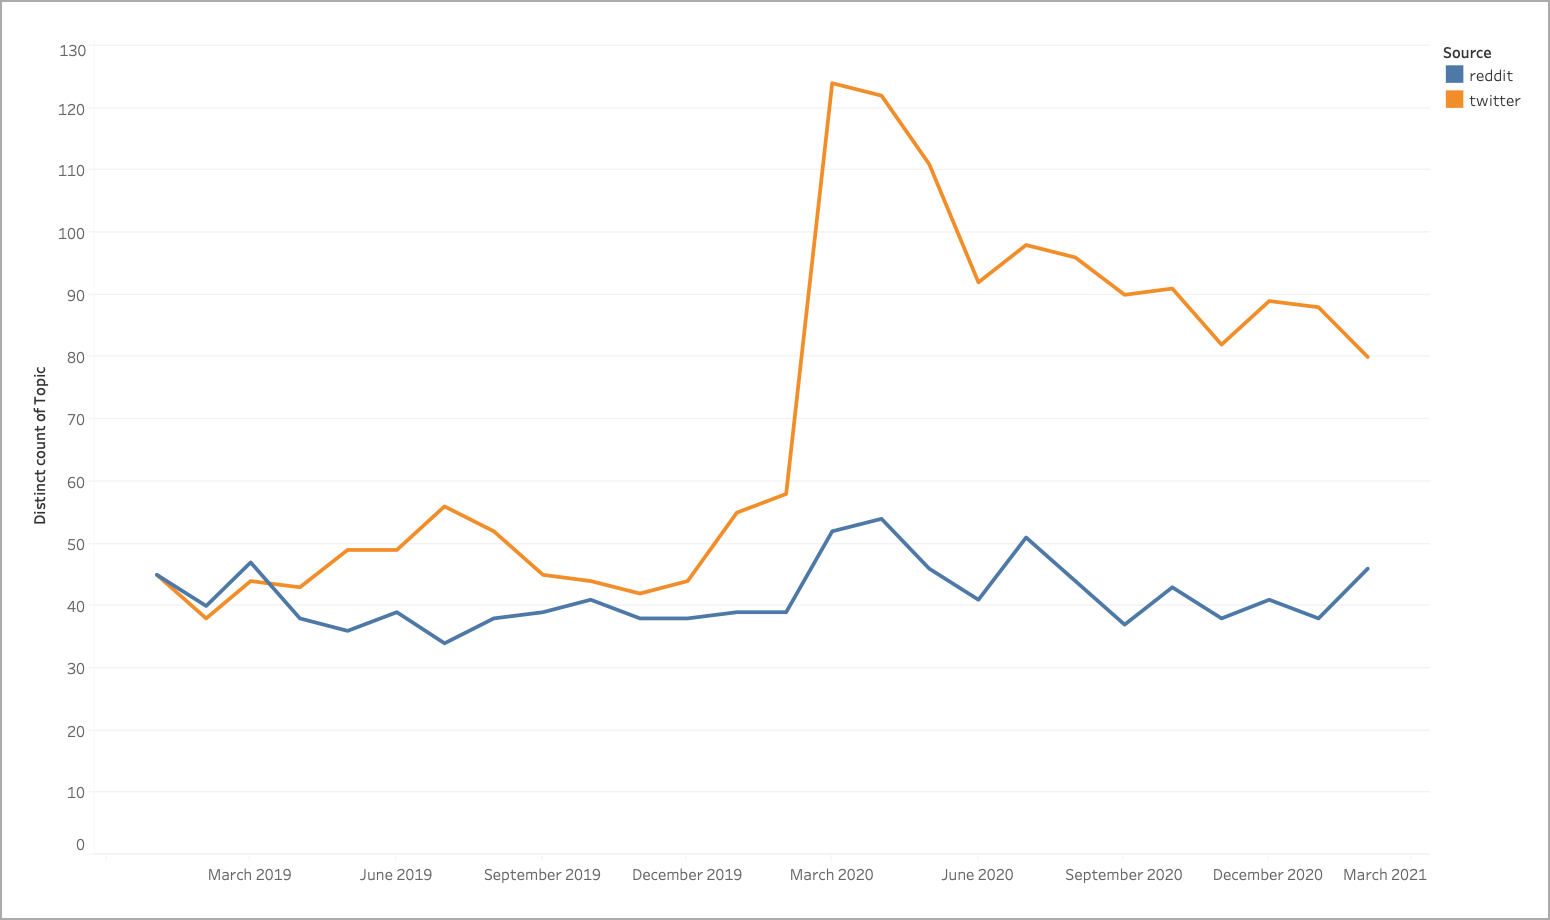 Source
reddit
twitter
Distinct count of Topic
130
120
110
100
90
80
70
60
50
40
30
20
10
0
March 2019
June 2019
September 2019
December 2019
March 2020
June 2020
September 2020
December 2020
March 2021